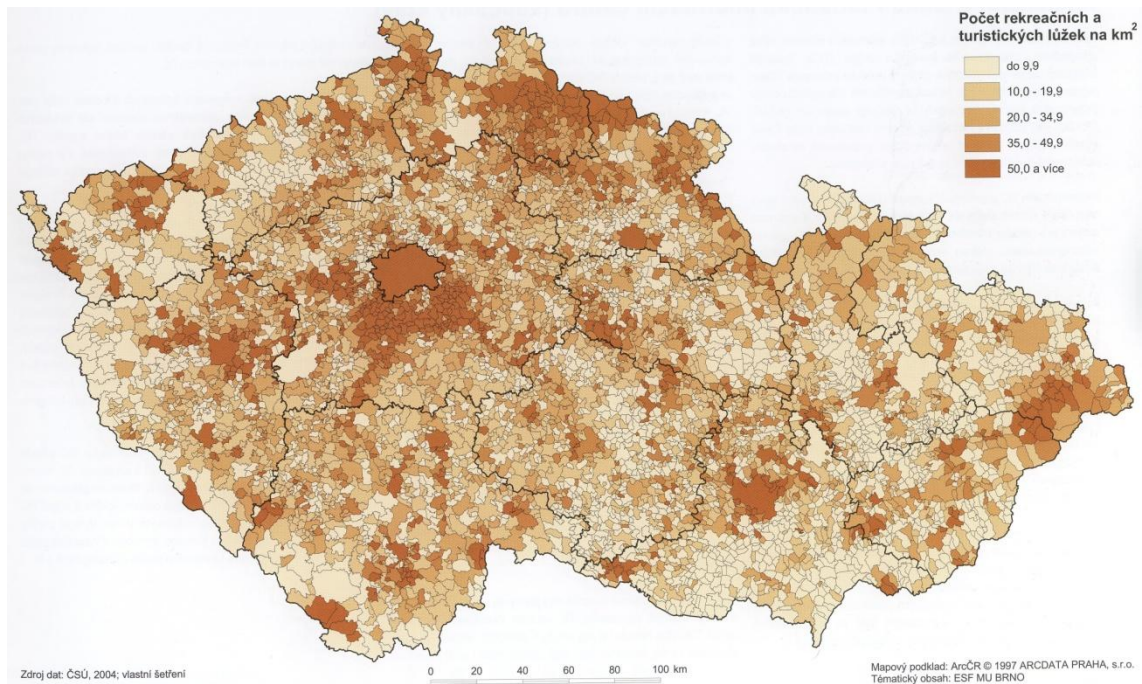 Počet rekreačních a
turistických lůžek na km²
do 9,9
10,0 - 19,9
20,0 - 34,9
35,0 - 49,9
50,0 a více
Zdroj dat: ČSÚ, 2004; vlastní šetření
0 20 40 60 80 100 km
Mapový podklad: ArcČR © 1997 ARCDATA PRAHA, s.r.o.
Tématický obsah: ESF MU BRNO